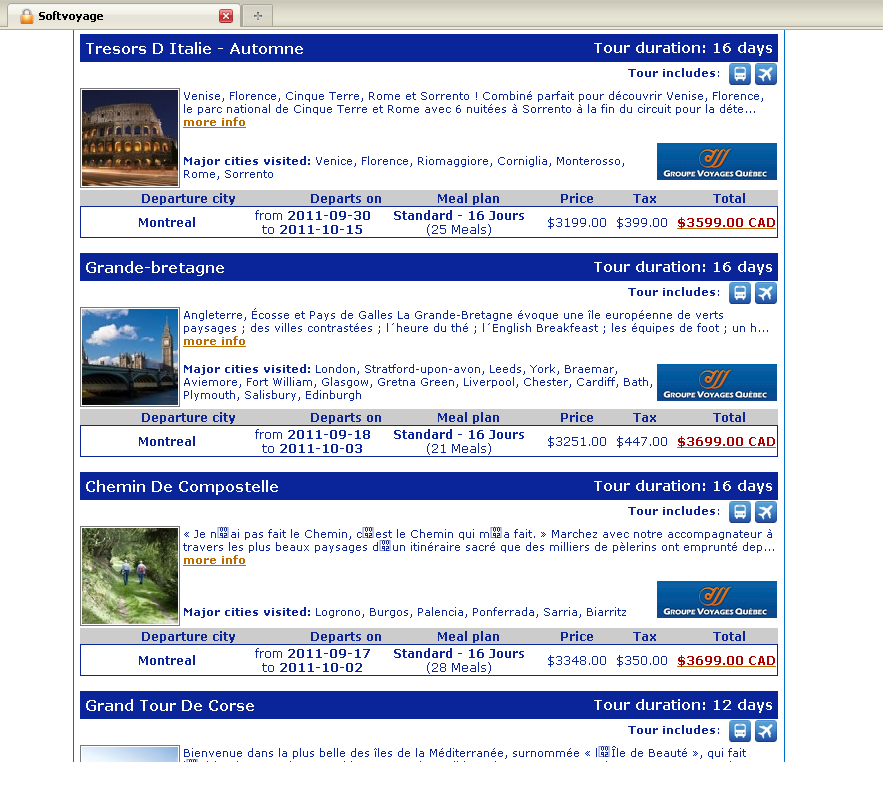 Softvoyage
Tresors D Italie - Automne Tour duration: 16 days
Tour includes:
Venise, Florence, Cinque Terre, Rome et Sorrento ! Combiné parfait pour découvrir Venise, Florence,
le parc national de Cinque Terre et Rome avec 6 nuitées à Sorrento à la fin du circuit pour la déte...
more info
Major cities visited: Venice, Florence, Riomaggiore, Corniglia, Monterosso,
Rome, Sorrento
GROUPE VOYAGES QUÉBEC
Departure city Departs on Meal plan Price Tax Total
Montreal from 2011-09-30 to 2011-10-15 Standard - 16 Jours (25 Meals) $3199.00 $399.00 $3599.00 CAD
Grande-bretagne Tour duration: 16 days
Tour includes:
Angleterre, Écosse et Pays de Galles La Grande-Bretagne évoque une île européenne de verts
paysages ; des villes contrastées ; l´heure du thé ; l´English Breakfeast ; les équipes de foot ; un h...
more info
Major cities visited: London, Stratford-upon-avon, Leeds, York, Braemar,
Aviemore, Fort William, Glasgow, Gretna Green, Liverpool, Chester, Cardiff, Bath,
Plymouth, Salisbury, Edinburgh
GROUPE VOYAGES QUÉBEC
Departure city Departs on Meal plan Price Tax Total
Montreal from 2011-09-18 to 2011-10-03 Standard - 16 Jours (21 Meals) $3251.00 $447.00 $3699.00 CAD
Chemin De Compostelle Tour duration: 16 days
Tour includes:
« Je n ai pas fait le Chemin, c est le Chemin qui m a fait. » Marchez avec notre accompagnateur à
travers les plus beaux paysages d un itinéraire sacré que des milliers de pèlerins ont emprunté dep...
more info
Major cities visited: Logrono, Burgos, Palencia, Ponferrada, Sarria, Biarritz
GROUPE VOYAGES QUÉBEC
Departure city Departs on Meal plan Price Tax Total
Montreal from 2011-09-17 to 2011-10-02 Standard - 16 Jours (28 Meals) $3348.00 $350.00 $3699.00 CAD
Grand Tour De Corse Tour duration: 12 days
Tour includes:
Bienvenue dans la plus belle des îles de la Méditerranée, surnommée « l Île de Beauté », qui fait